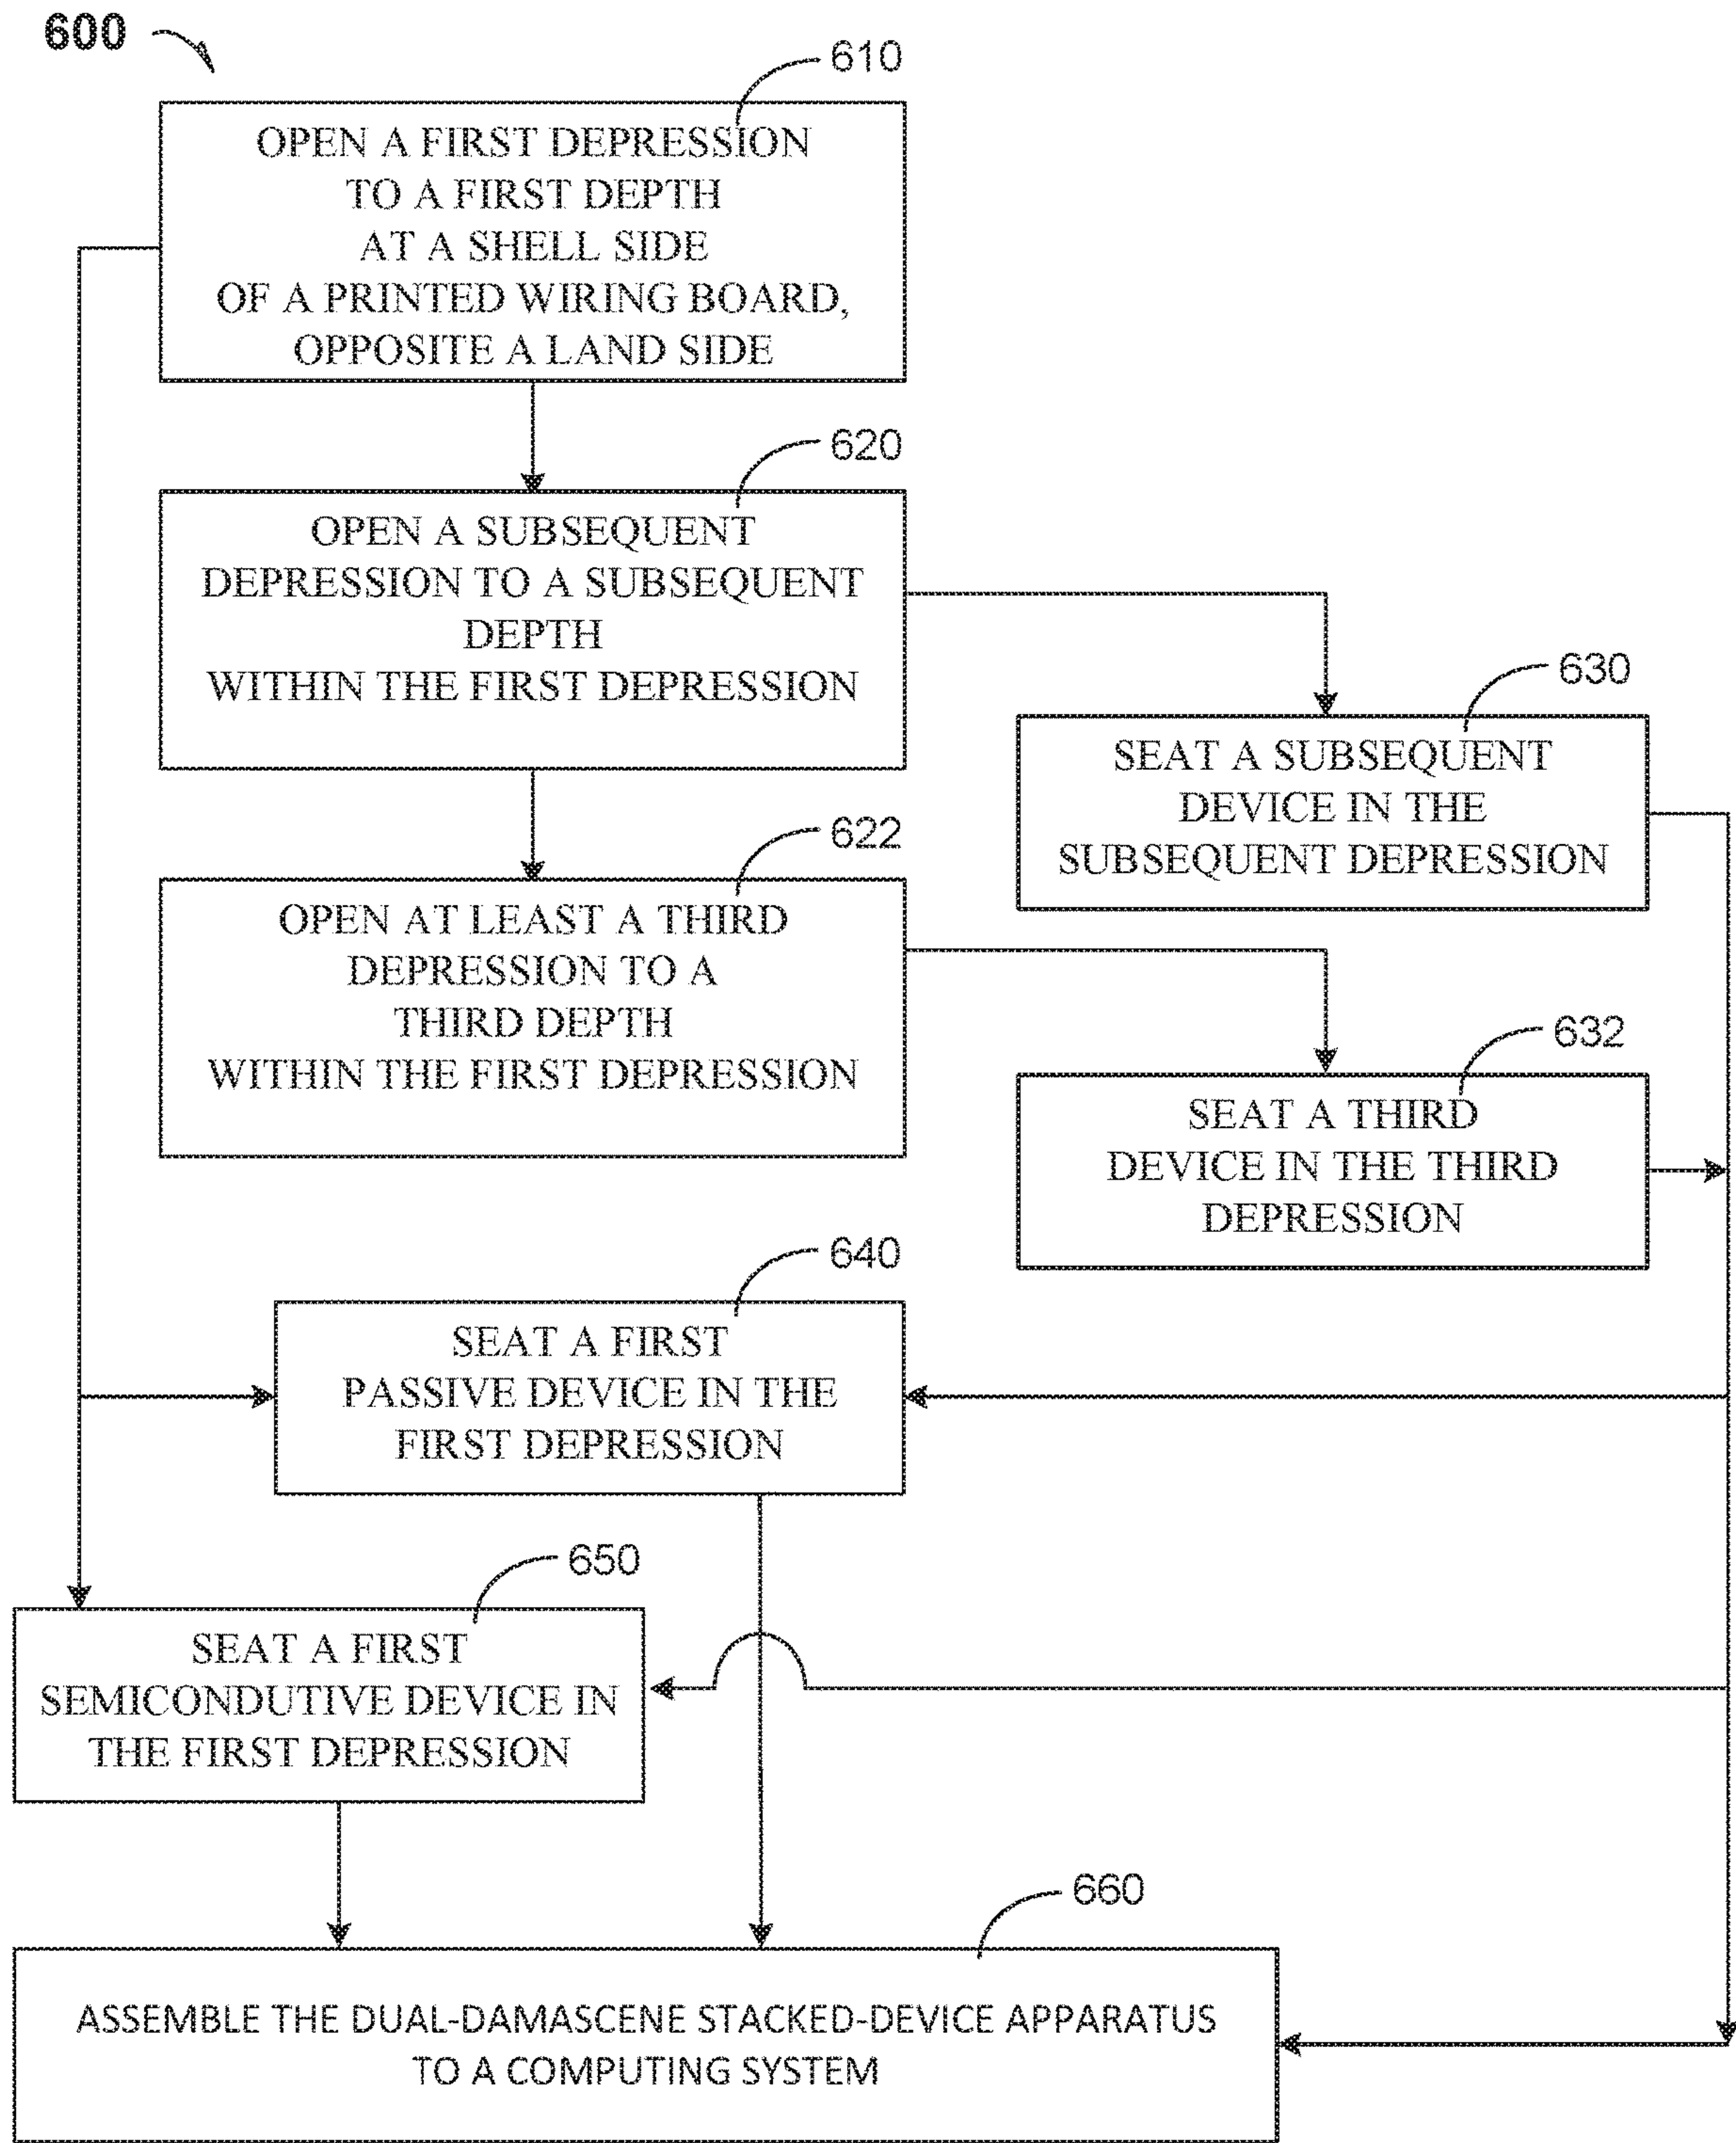 600
610
OPEN A FIRST DEPRESSION
TO A FIRST DEPTH
AT A SHELL SIDE
OF A PRINTED WIRING BOARD,
OPPOSITE A LAND SIDE
620
OPEN A SUBSEQUENT
DEPRESSION TO A SUBSEQUENT
DEPTH
WITHIN THE FIRST DEPRESSION
630
SEAT A SUBSEQUENT
DEVICE IN THE
SUBSEQUENT DEPRESSION
622
OPEN AT LEAST A THIRD
DEPRESSION TO A
THIRD DEPTH
WITHIN THE FIRST DEPRESSION
632
SEAT A THIRD
DEVICE IN THE THIRD
DEPRESSION
640
SEAT A FIRST
PASSIVE DEVICE IN THE
FIRST DEPRESSION
650
SEAT A FIRST
SEMICONDUTIVE DEVICE IN
THE FIRST DEPRESSION
660
ASSEMBLE THE DUAL-DAMASCENE STACKED-DEVICE APPARATUS
TO A COMPUTING SYSTEM